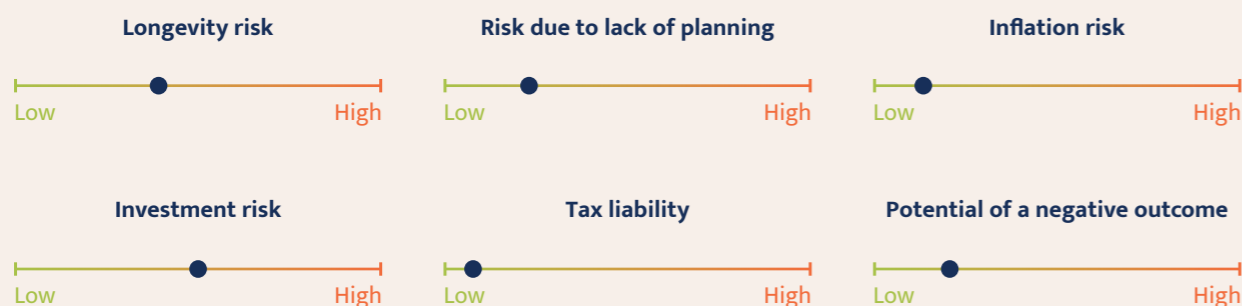 Longevity risk
Risk due to lack of planning
Inflation risk
Low High
Low High
Low High
Investment risk
Tax liability
Potential of a negative outcome
Low High
Low High
Low High